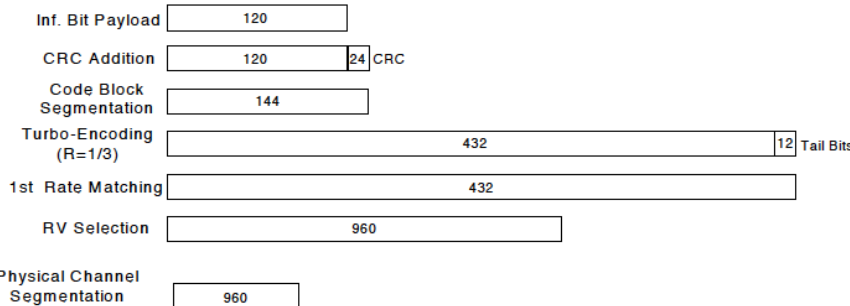 Inf. Bit Payload 120
CRC Addition 120 24 CRC
Code Block
Segmentation 144
Turbo-Encoding
(R=1/3) 432 12 Tail Bits
1st Rate Matching 432
RV Selection 960
Physical Channel
Segmentation 960